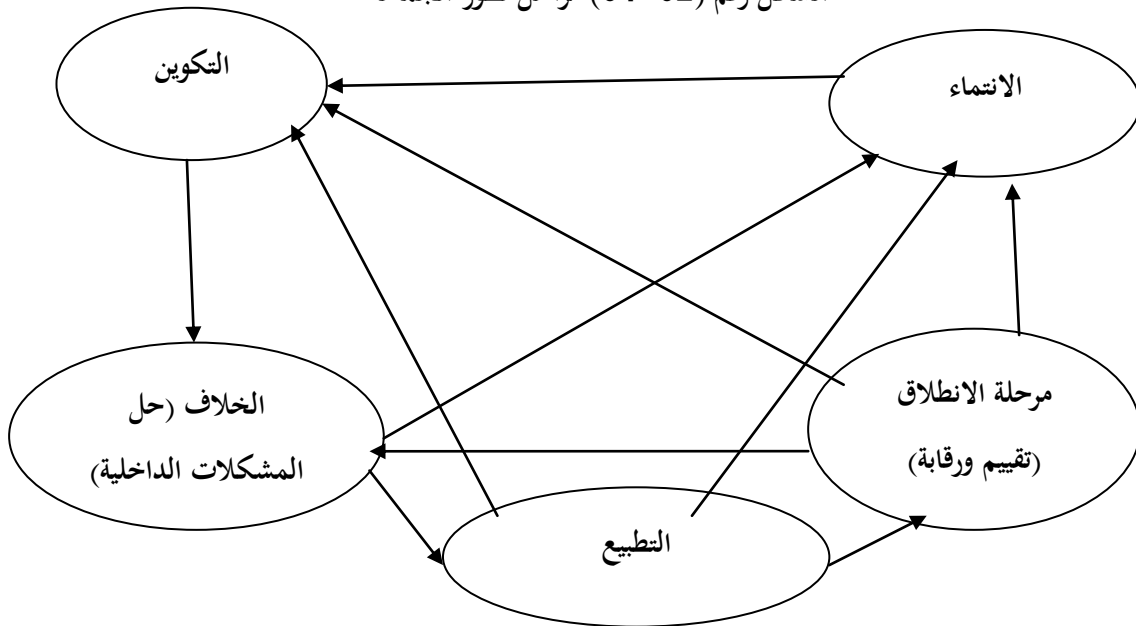 التكوين
الانتماء
الخلاف (حل
المشكلات الداخلية)
مرحلة الانطلاق
(تقييم ورقابة)
التطبيع